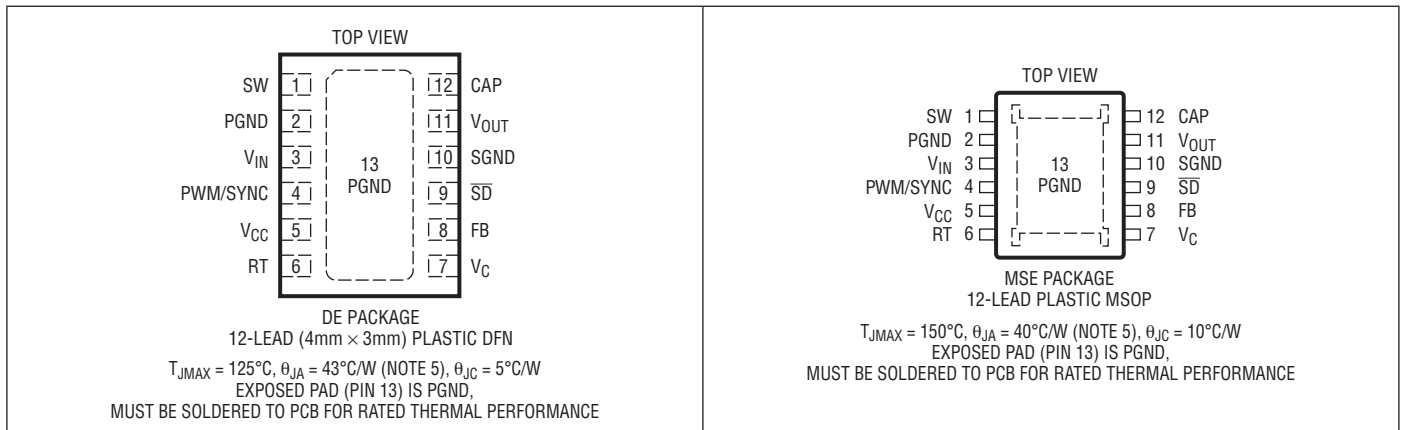 TOP VIEW
SW 1 12 CAP
PGND 2 11 VOUT
VIN 3 10 SGND
PWM/SYNC 4 9 S̅D̅
VCC 5 8 FB
RT 6 7 VC
13
PGND
DE PACKAGE
12-LEAD (4mm × 3mm) PLASTIC DFN
TJMAX = 125°C, θJA = 43°C/W (NOTE 5), θJC = 5°C/W
EXPOSED PAD (PIN 13) IS PGND,
MUST BE SOLDERED TO PCB FOR RATED THERMAL PERFORMANCE
TOP VIEW
SW 1 12 CAP
PGND 2 11 VOUT
VIN 3 10 SGND
PWM/SYNC 4 9 S̅D̅
VCC 5 8 FB
RT 6 7 VC
13
PGND
MSE PACKAGE
12-LEAD PLASTIC MSOP
TJMAX = 150°C, θJA = 40°C/W (NOTE 5), θJC = 10°C/W
EXPOSED PAD (PIN 13) IS PGND,
MUST BE SOLDERED TO PCB FOR RATED THERMAL PERFORMANCE